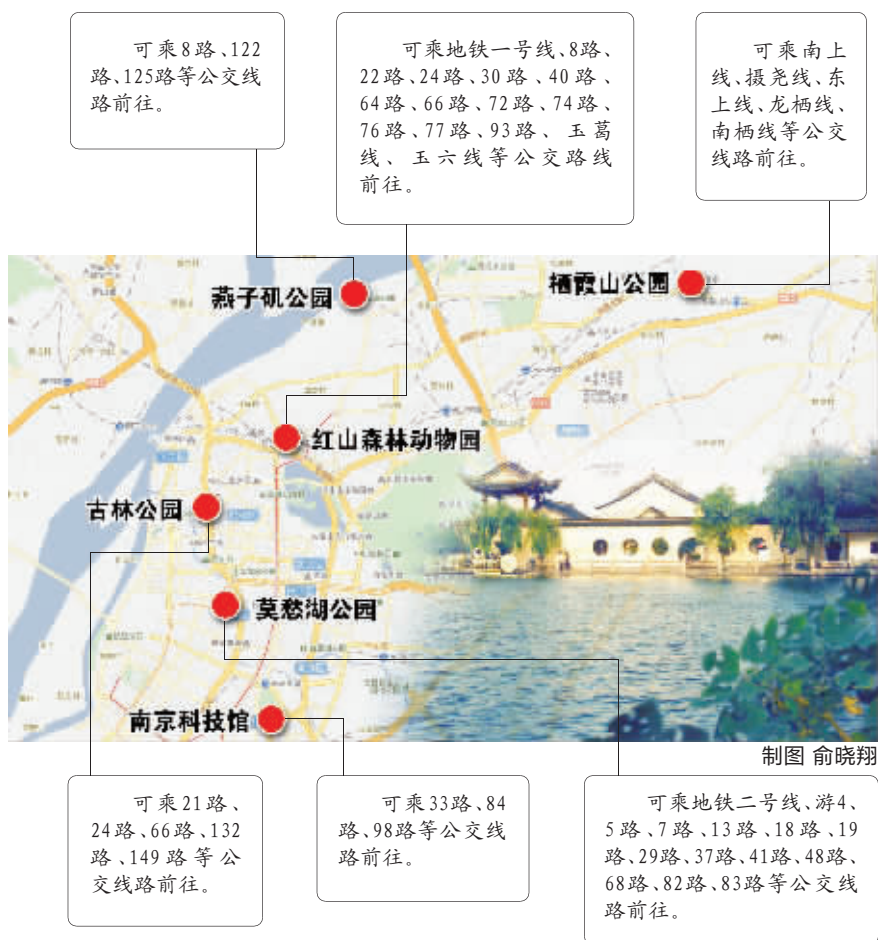 可乘8路、122
路、125路等公交线
路前往。
可乘地铁一号线、8路、
22路、24路、30路、40路、
64路、66路、72路、74路、
76路、77路、93路、玉葛
线、玉六线等公交路线
前往。
可乘南上
线、摄尧线、东
上线、龙栖线、
南栖线等公交
线路前往。
燕子矶公园
栖霞山公园
红山森林动物园
古林公园
莫愁湖公园
南京科技馆
制图 俞晓翔
可乘21路、
24路、66路、132
路、149路等公
交线路前往。
可乘33路、84
路、98路等公交线
路前往。
可乘地铁二号线、游4、
5路、7路、13路、18路、19
路、29路、37路、41路、48路、
68路、82路、83路等公交线
路前往。